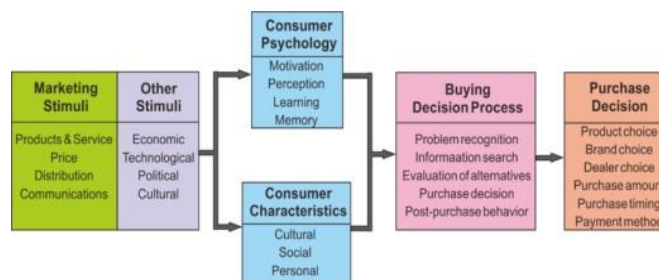 Marketing
Stimuli
Products & Service
Price
Distribution
Communications
Other
Stimuli
Economic
Technological
Political
Cultural
Consumer
Psychology
Motivation
Perception
Learning
Memory
Consumer
Characteristics
Cultural
Social
Personal
Buying
Decision Process
Problem recognition
Informaation search
Evaluation of alternatives
Purchase decision
Post-purchase behavior
Purchase
Decision
Product choice
Brand choice
Dealer choice
Purchase amount
Purchase timing
Payment method